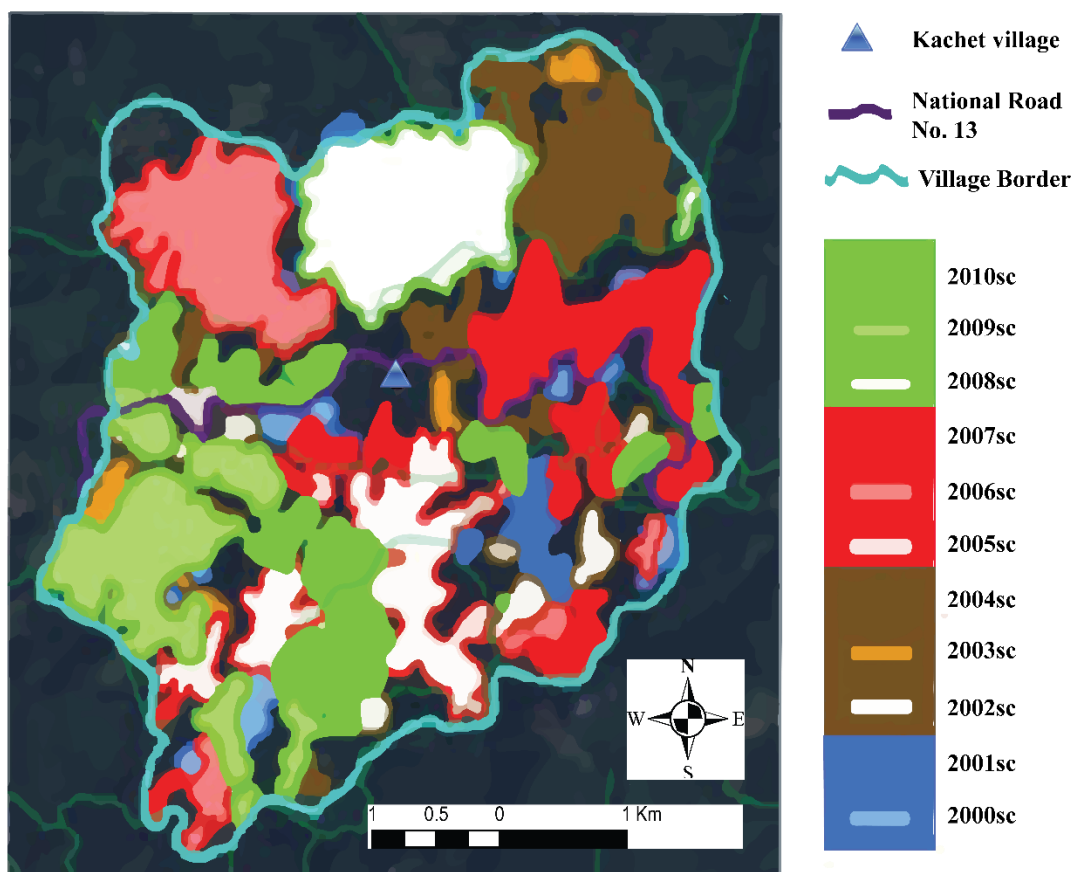 Kachet village
National Road
No. 13
Village Border
2010sc
2009sc
2008sc
2007sc
2006sc
2005sc
2004sc
2003sc
2002sc
2001sc
2000sc
N
W E
S
1 0.5 0 1 Km